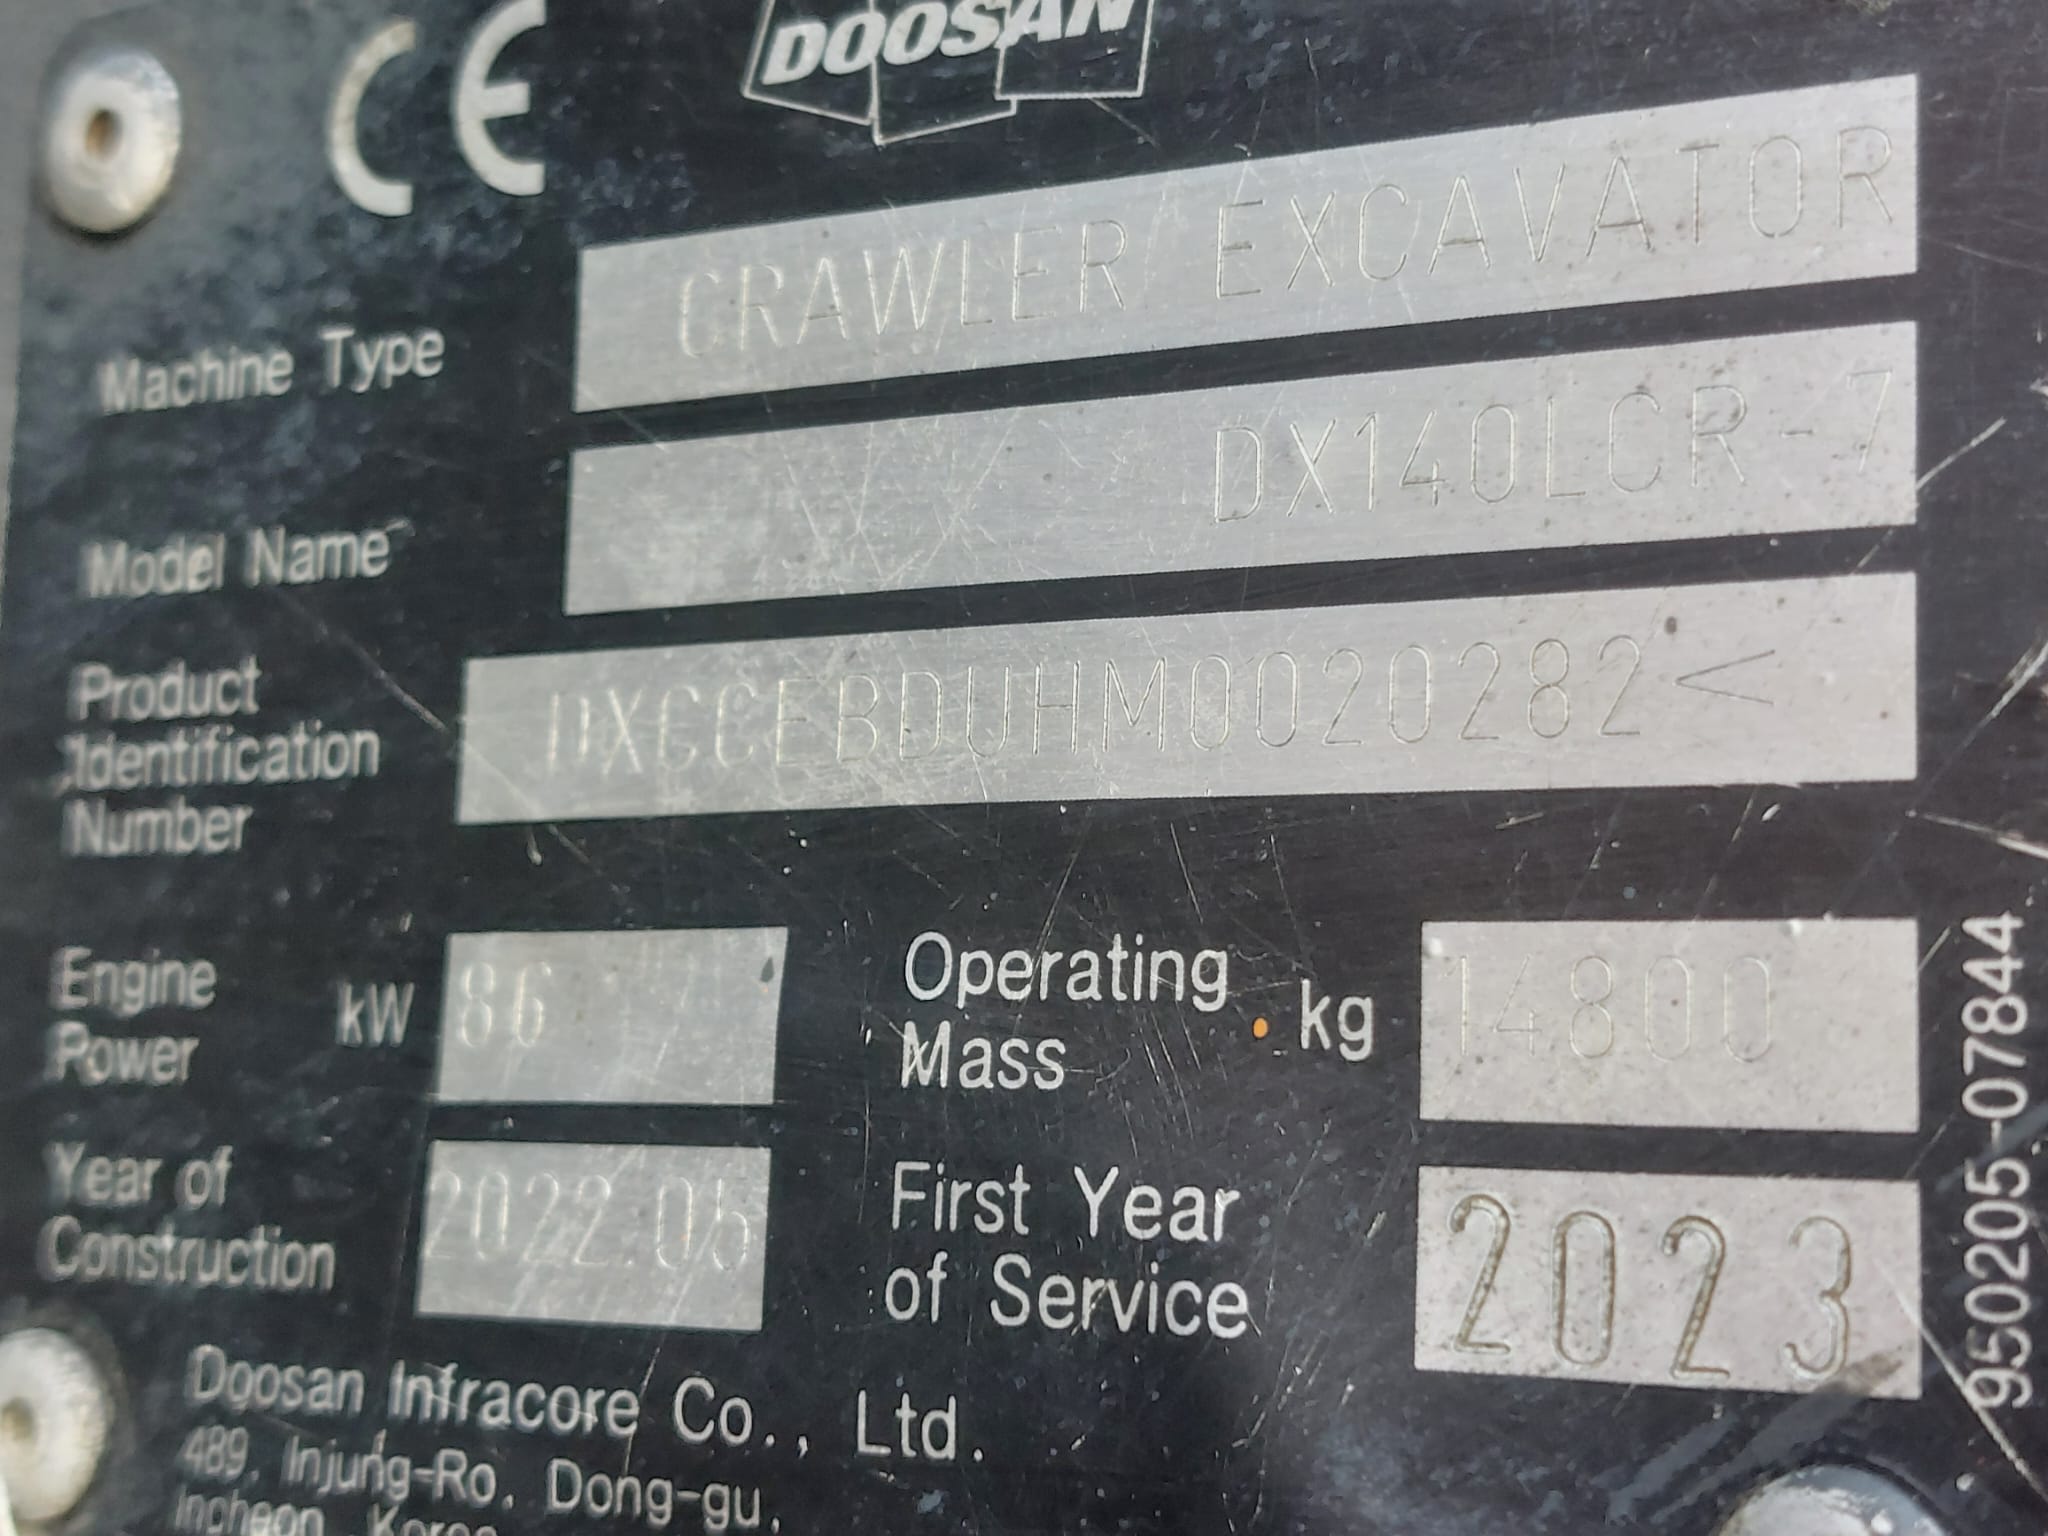 CE
DOOSAN
Machine Type CRAWLER EXCAVATOR
Model Name DX140LCR-7
Product
Identification
Number
DXCCEBDUHM0020282<
Engine
Power
kW 86
Operating
Mass
kg 14800
Year of
Construction
2022.05
First Year
of Service
2023
Doosan Infracore Co., Ltd.
489, Injung-Ro, Dong-gu,
Incheon, Korea
950205-07844